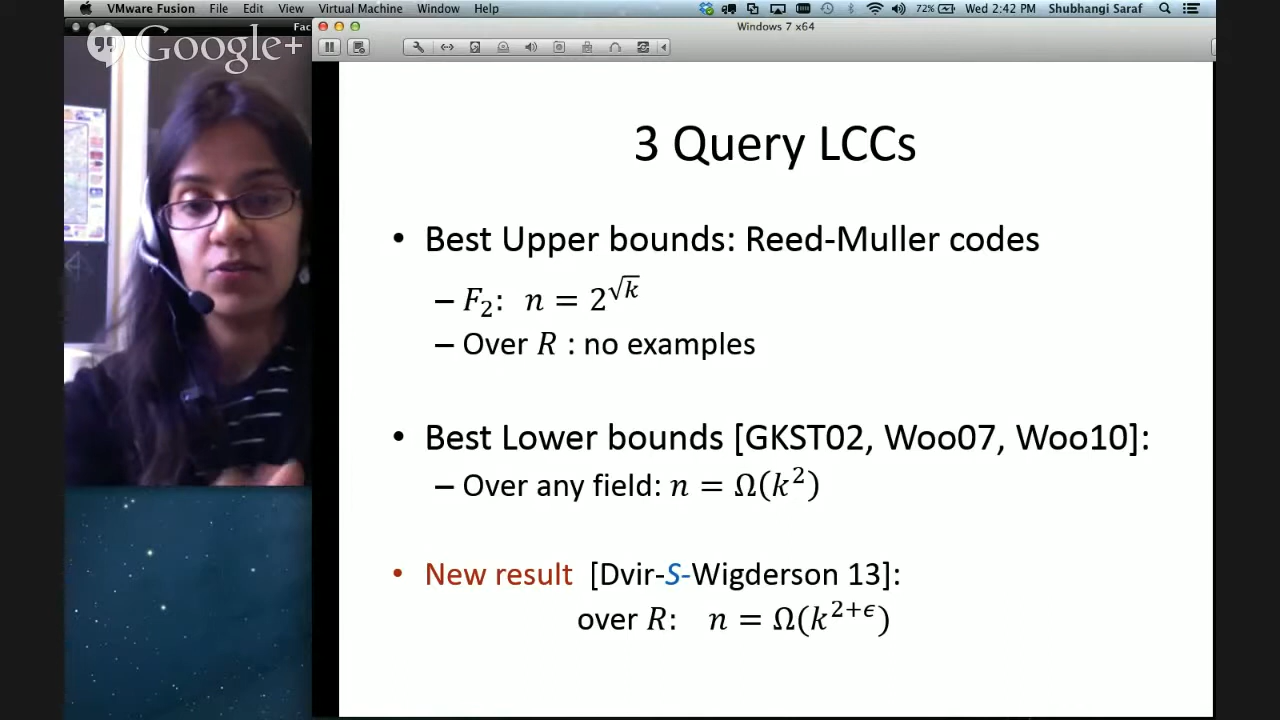 VMware Fusion File Edit View Virtual Machine Window Help 72% Wed 2:42 PM Shubhangi Saraf
Fac Windows 7 x64
Google+
3 Query LCCs
• Best Upper bounds: Reed-Muller codes
– F₂: n = 2^√k
– Over R : no examples
• Best Lower bounds [GKST02, Woo07, Woo10]:
– Over any field: n = Ω(k²)
• New result [Dvir-S-Wigderson 13]:
over R: n = Ω(k^{2+ϵ})